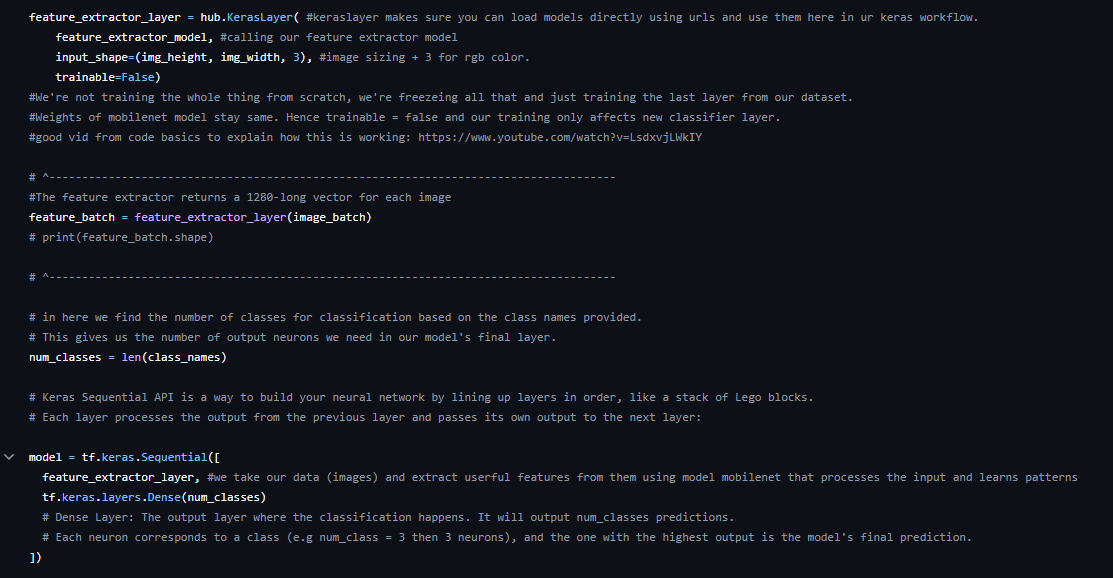 feature_extractor_layer = hub.KerasLayer( #keraslayer makes sure you can load models directly using urls and use them here in ur keras workflow.
    feature_extractor_model, #calling our feature extractor model
    input_shape=(img_height, img_width, 3), #image sizing + 3 for rgb color.
    trainable=False)
#We're not training the whole thing from scratch, we're freezeing all that and just training the last layer from our dataset.
#Weights of mobilenet model stay same. Hence trainable = false and our training only affects new classifier layer.
#good vid from code basics to explain how this is working: https://www.youtube.com/watch?v=LsdxvjLWkIY
# ^--------------------------------------------------------------------------------------
#The feature extractor returns a 1280-long vector for each image
feature_batch = feature_extractor_layer(image_batch)
# print(feature_batch.shape)
# ^--------------------------------------------------------------------------------------
# in here we find the number of classes for classification based on the class names provided.
# This gives us the number of output neurons we need in our model's final layer.
num_classes = len(class_names)
# Keras Sequential API is a way to build your neural network by lining up layers in order, like a stack of Lego blocks.
# Each layer processes the output from the previous layer and passes its own output to the next layer:
model = tf.keras.Sequential([
  feature_extractor_layer, #we take our data (images) and extract userful features from them using model mobilenet that processes the input and learns patterns
  tf.keras.layers.Dense(num_classes)
  # Dense Layer: The output layer where the classification happens. It will output num_classes predictions.
  # Each neuron corresponds to a class (e.g num_class = 3 then 3 neurons), and the one with the highest output is the model's final prediction.
])